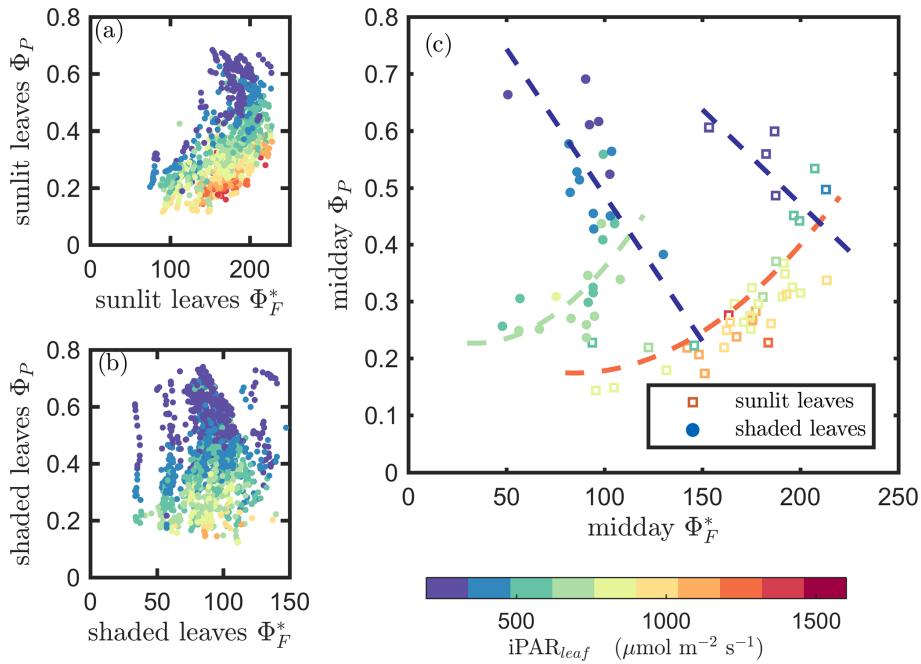 (a)
0.8
0.6
0.4
0.2
0
0 100 200
sunlit leaves Φ_P
sunlit leaves Φ*_F
(b)
0.8
0.6
0.4
0.2
0
0 50 100 150
shaded leaves Φ_P
shaded leaves Φ*_F
(c)
0.8
0.7
0.6
0.5
0.4
0.3
0.2
0.1
0
0 50 100 150 200 250
midday Φ_P
midday Φ*_F
sunlit leaves
shaded leaves
500 1000 1500
iPAR_leaf (μmol m⁻² s⁻¹)